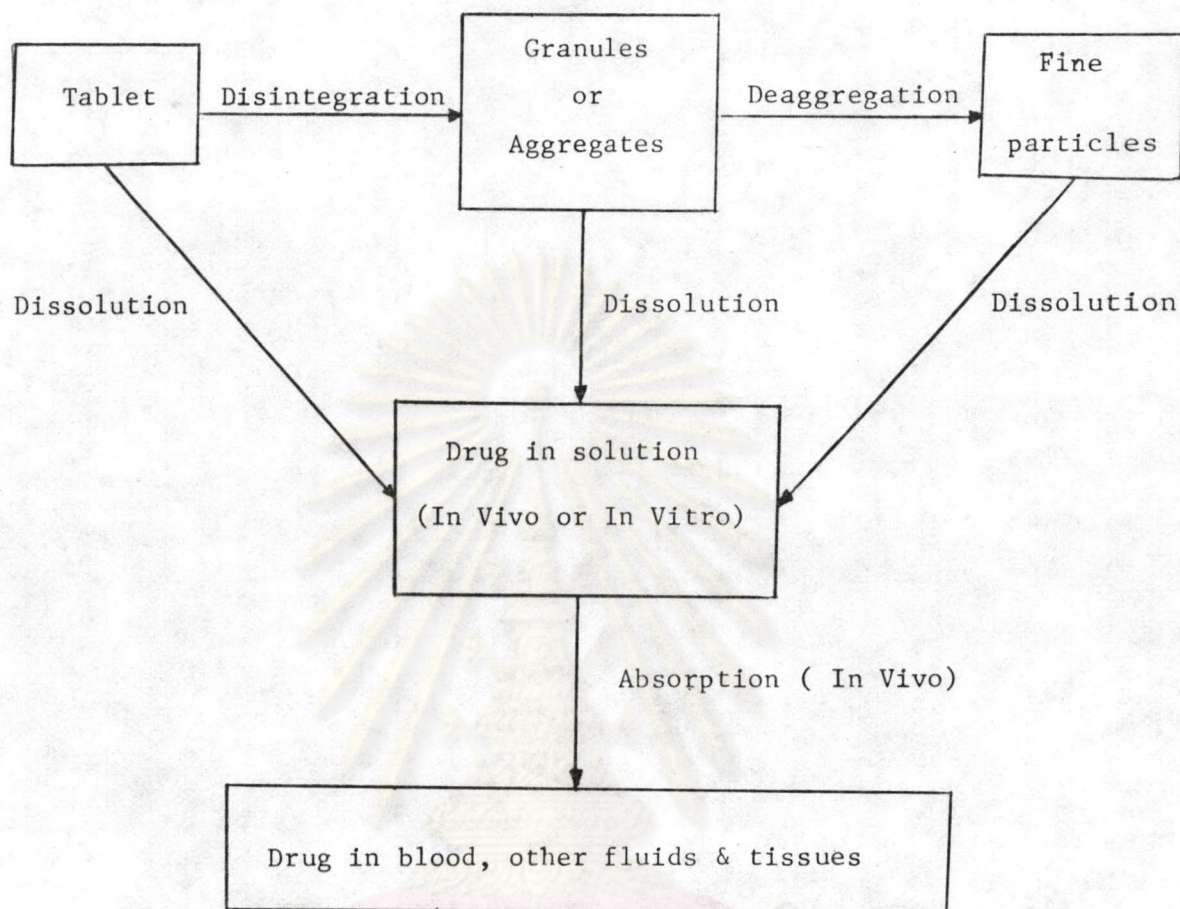 Tablet
Disintegration
Granules
or
Aggregates
Deaggregation
Fine
particles
Dissolution
Dissolution
Dissolution
Drug in solution
(In Vivo or In Vitro)
Absorption ( In Vivo)
Drug in blood, other fluids & tissues